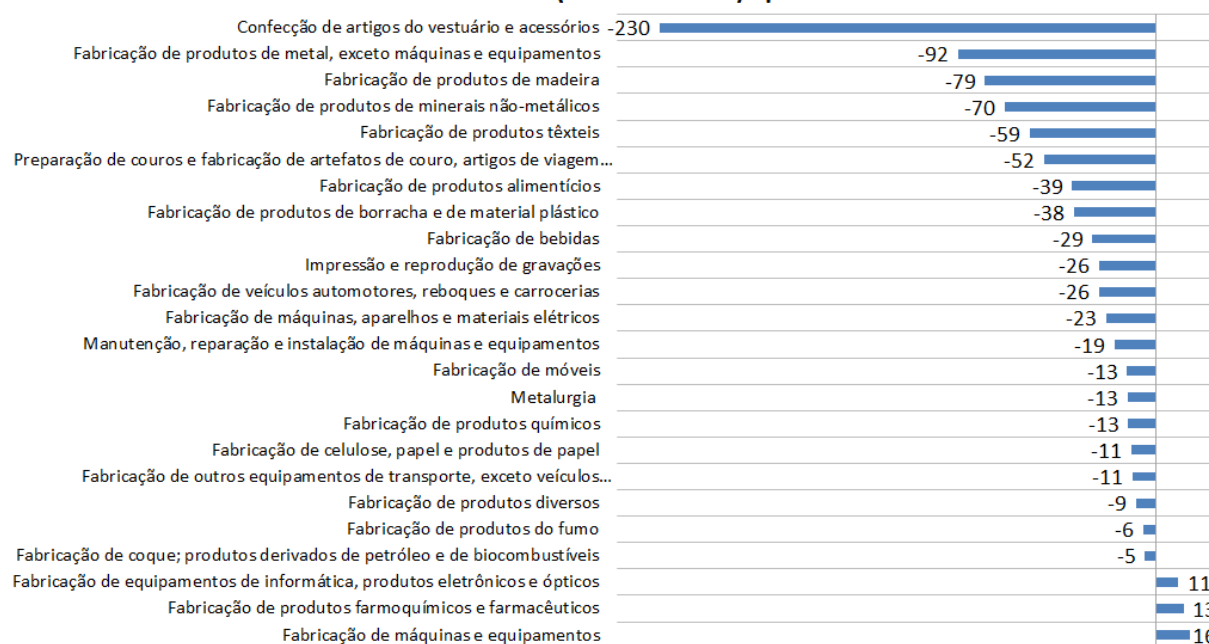 Confecção de artigos do vestuário e acessórios -230
Fabricação de produtos de metal, exceto máquinas e equipamentos -92
Fabricação de produtos de madeira -79
Fabricação de produtos de minerais não-metálicos -70
Fabricação de produtos têxteis -59
Preparação de couros e fabricação de artefatos de couro, artigos de viagem... -52
Fabricação de produtos alimentícios -39
Fabricação de produtos de borracha e de material plástico -38
Fabricação de bebidas -29
Impressão e reprodução de gravações -26
Fabricação de veículos automotores, reboques e carrocerias -26
Fabricação de máquinas, aparelhos e materiais elétricos -23
Manutenção, reparação e instalação de máquinas e equipamentos -19
Fabricação de móveis -13
Metalurgia -13
Fabricação de produtos químicos -13
Fabricação de celulose, papel e produtos de papel -11
Fabricação de outros equipamentos de transporte, exceto veículos... -11
Fabricação de produtos diversos -9
Fabricação de produtos do fumo -6
Fabricação de coque; produtos derivados de petróleo e de biocombustíveis -5
Fabricação de equipamentos de informática, produtos eletrônicos e ópticos 11
Fabricação de produtos farmoquímicos e farmacêuticos 13
Fabricação de máquinas e equipamentos 16